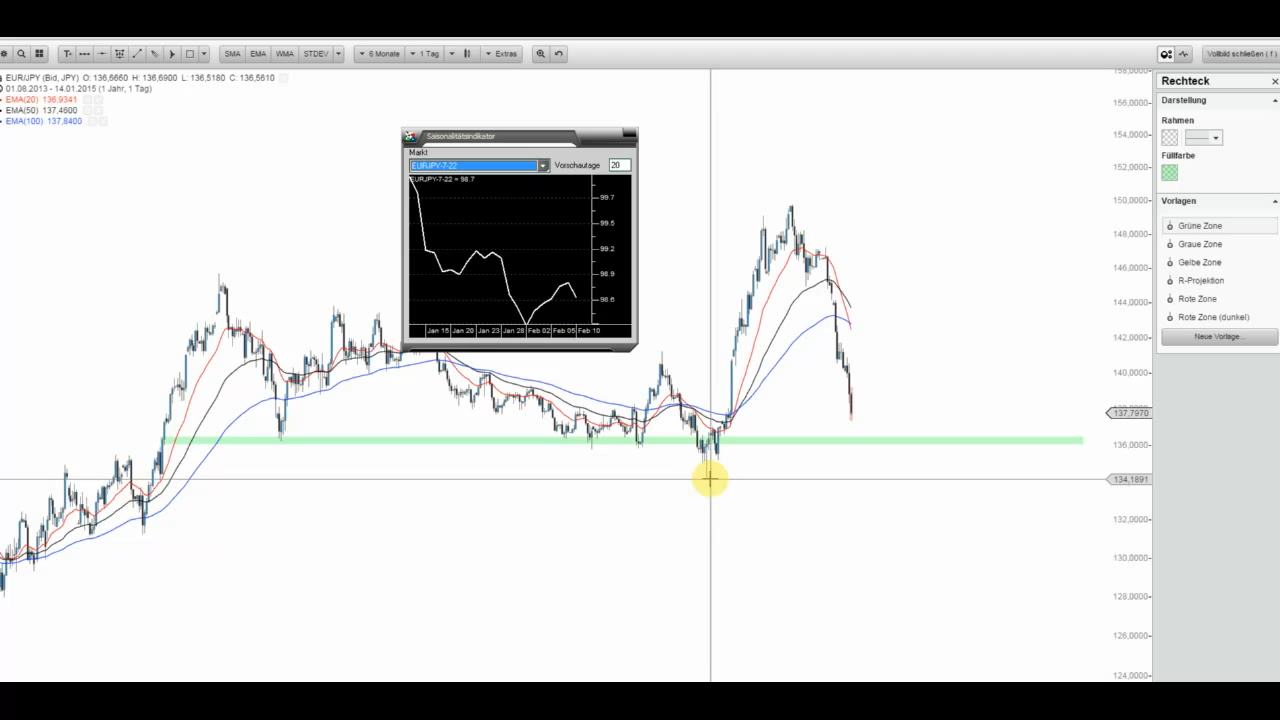 SMA EMA WMA STDEV 6 Monate 1 Tag Extras Vollbild schließen ( f )
EUR/JPY (Bid, JPY) O: 136,6660 H: 136,6900 L: 136,5180 C: 136,5610
01.08.2013 - 14.01.2015 (1 Jahr, 1 Tag)
EMA(20) 136,9341
EMA(50) 137,4600
EMA(100) 137,8400
Saisonalitätsindikator
Markt
EURJPY-7-22 Vorschautage 20
EURJPY-7-22 = 98.7
99.7
99.5
99.2
98.9
98.6
Jan 15 Jan 20 Jan 23 Jan 28 Feb 02 Feb 05 Feb 10
158,0000
156,0000
154,0000
152,0000
150,0000
148,0000
146,0000
144,0000
142,0000
140,0000
137,7970
136,0000
134,1891
132,0000
130,0000
128,0000
126,0000
124,0000
Rechteck
Darstellung
Rahmen
Füllfarbe
Vorlagen
Grüne Zone
Graue Zone
Gelbe Zone
R-Projektion
Rote Zone
Rote Zone (dunkel)
Neue Vorlage...